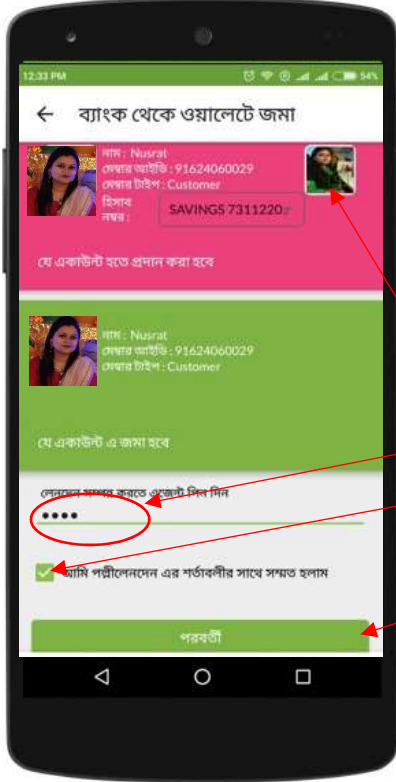 12:33 PM 54%
ব্যাংক থেকে ওয়ালেটে জমা
নাম : Nusrat
মেম্বার আইডি : 91624060029
মেম্বার টাইপ : Customer
হিসাব
নম্বর :
SAVINGS 7311220
যে একাউন্ট হতে প্রদান করা হবে
নাম : Nusrat
মেম্বার আইডি : 91624060029
মেম্বার টাইপ : Customer
যে একাউন্ট এ জমা হবে
লেনদেন সম্পন্ন করতে এজেন্ট পিন দিন
••••
আমি পল্লীলেনদেন এর শর্তাবলীর সাথে সম্মত হলাম
পরবর্তী